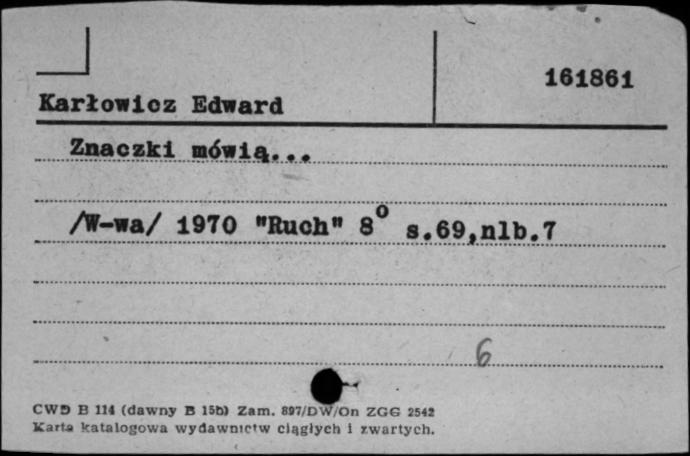 161861
Karłowicz Edward
Znaczki mówią...
/W-wa/ 1970 "Ruch" 8° s.69,nlb.7
6
CWD B 114 (dawny B 15b) Zam. 897/DW/On ZGG 2542
Karta katalogowa wydawnictw ciągłych i zwartych.